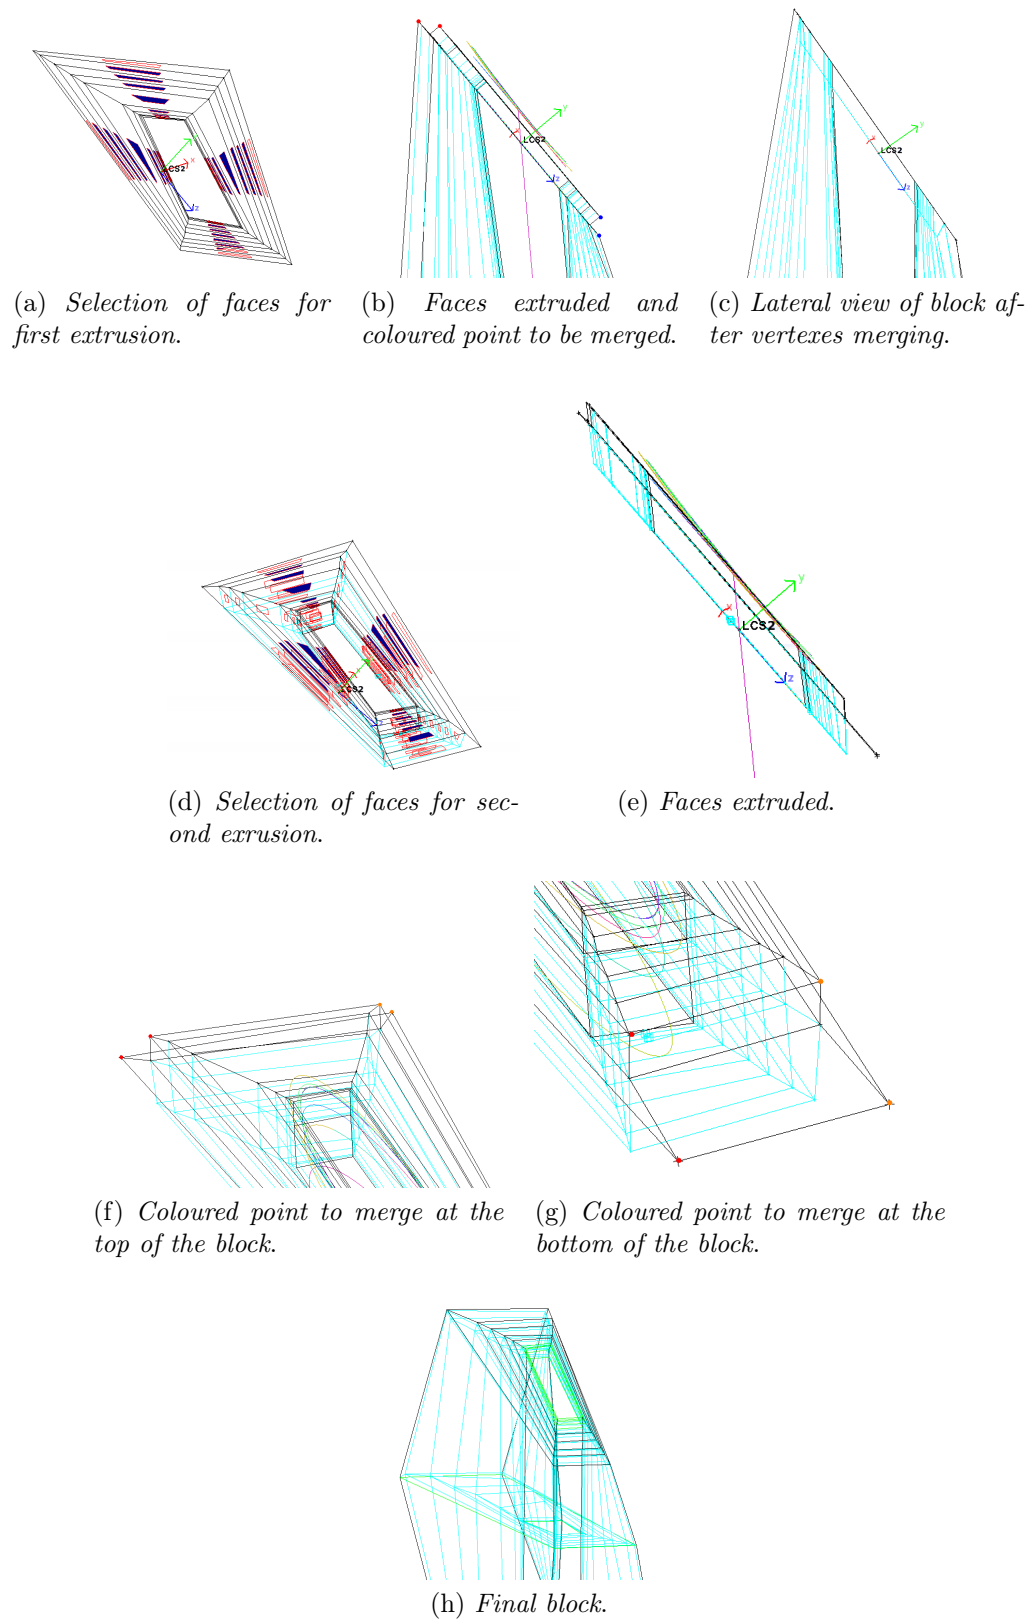 LCS2
x
z
LCS2
y
x
z
LCS2
y
x
z
(a) Selection of faces for
first extrusion.
(b) Faces extruded and
coloured point to be merged.
(c) Lateral view of block af-
ter vertexes merging.
LCS2
LCS2
y
x
z
(d) Selection of faces for sec-
ond exrusion.
(e) Faces extruded.
(f) Coloured point to merge at the
top of the block.
(g) Coloured point to merge at the
bottom of the block.
(h) Final block.